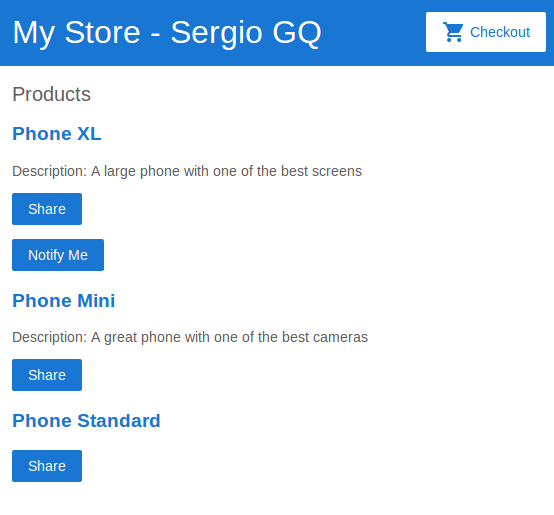 My Store - Sergio GQ
Checkout
Products
Phone XL
Description: A large phone with one of the best screens
Share
Notify Me
Phone Mini
Description: A great phone with one of the best cameras
Share
Phone Standard
Share